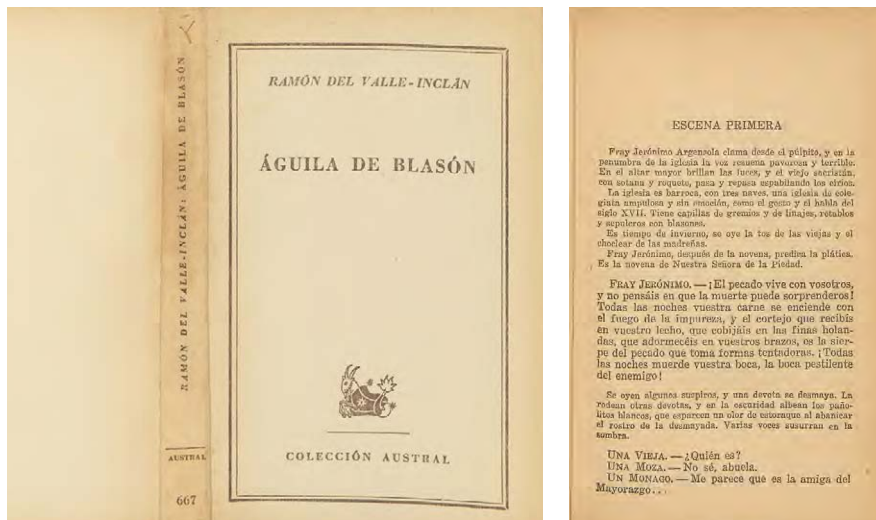 RAMÓN DEL VALLE-INCLÁN: ÁGUILA DE BLASÓN
AUSTRAL
667
RAMÓN DEL VALLE-INCLÁN
ÁGUILA DE BLASÓN
COLECCIÓN AUSTRAL
ESCENA PRIMERA
Fray Jerónimo Argensola clama desde el púlpito, y en la
penumbra de la iglesia la voz resuena pavorosa y terrible.
En el altar mayor brillan las luces, y el viejo sacristán,
con sotana y roquete, pasa y repasa espabilando los cirios.
La iglesia es barroca, con tres naves, una iglesia de cole-
giata ampulosa y sin emoción, como el gesto y el habla del
siglo XVII. Tiene capillas de gremios y de linajes, retablos
y sepulcros con blasones.
Es tiempo de invierno, se oye la tos de las viejas y el
choclear de las madreñas.
Fray Jerónimo, después de la novena, predica la plática.
Es la novena de Nuestra Señora de la Piedad.
FRAY JERÓNIMO. — ¡El pecado vive con vosotros,
y no pensáis en que la muerte puede sorprenderos!
Todas las noches vuestra carne se enciende con
el fuego de la impureza, y el cortejo que recibís
en vuestro lecho, que cobijáis en las finas holan-
das, que adormecéis en vuestros brazos, es la sier-
pe del pecado que toma formas tentadoras. ¡Todas
las noches muerde vuestra boca, la boca pestilente
del enemigo!
Se oyen algunos suspiros, y una devota se desmaya. La
rodean otras devotas, y en la oscuridad albean los paño-
litos blancos, que esparcen un olor de estoraque al abanicar
el rostro de la desmayada. Varias voces susurran en la
sombra.
UNA VIEJA. — ¿Quién es?
UNA MOZA. — No sé, abuela.
UN MONAGO. — Me parece que es la amiga del
Mayorazgo...